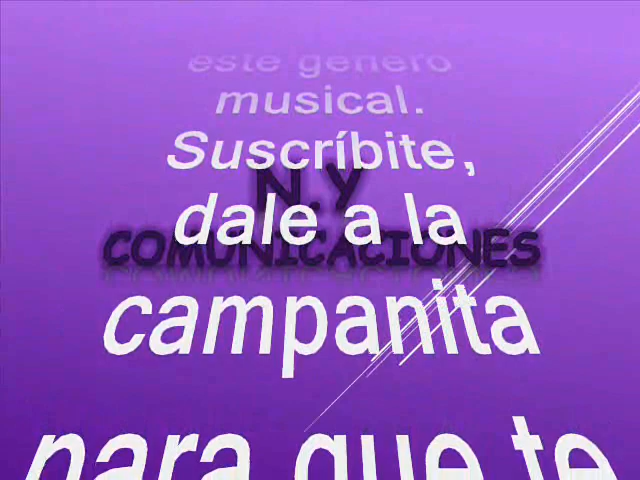 este genero
musical.
Suscríbite,
N.Y
dale a la
COMUNICACIONES
campanita
para que te